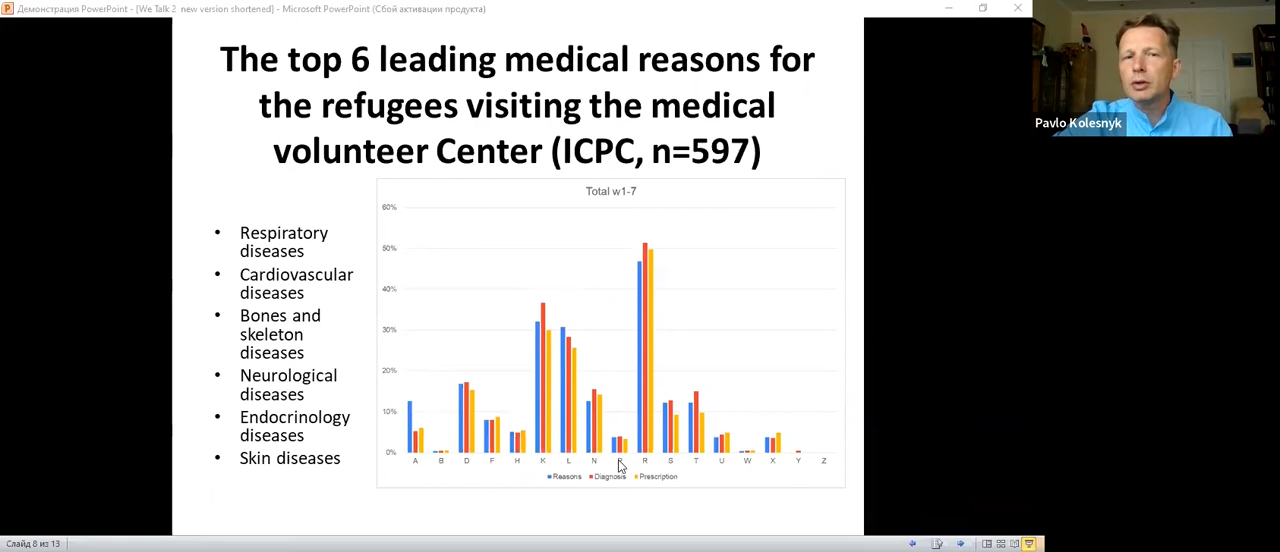 Демонстрация PowerPoint - [We Talk 2 new version shortened] - Microsoft PowerPoint (Сбой активации продукта)
The top 6 leading medical reasons for
the refugees visiting the medical
volunteer Center (ICPC, n=597)
Pavlo Kolesnyk
Respiratory
diseases
Cardiovascular
diseases
Bones and
skeleton
diseases
Neurological
diseases
Endocrinology
diseases
Skin diseases
Total w1-7
60%
50%
40%
30%
20%
10%
0%
A B D F H K L N P R S T U W X Y Z
Reasons Diagnosis Prescription
Слайд 8 из 13